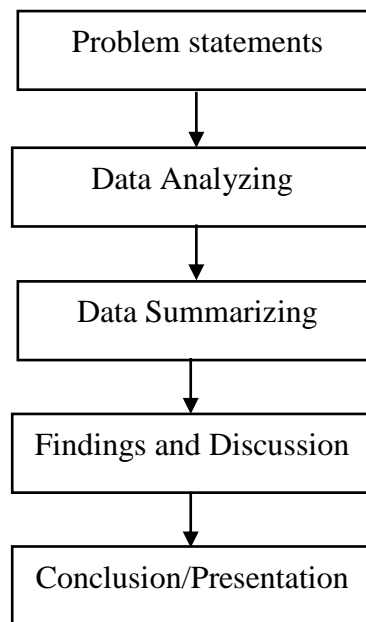 Problem statements
Data Analyzing
Data Summarizing
Findings and Discussion
Conclusion/Presentation